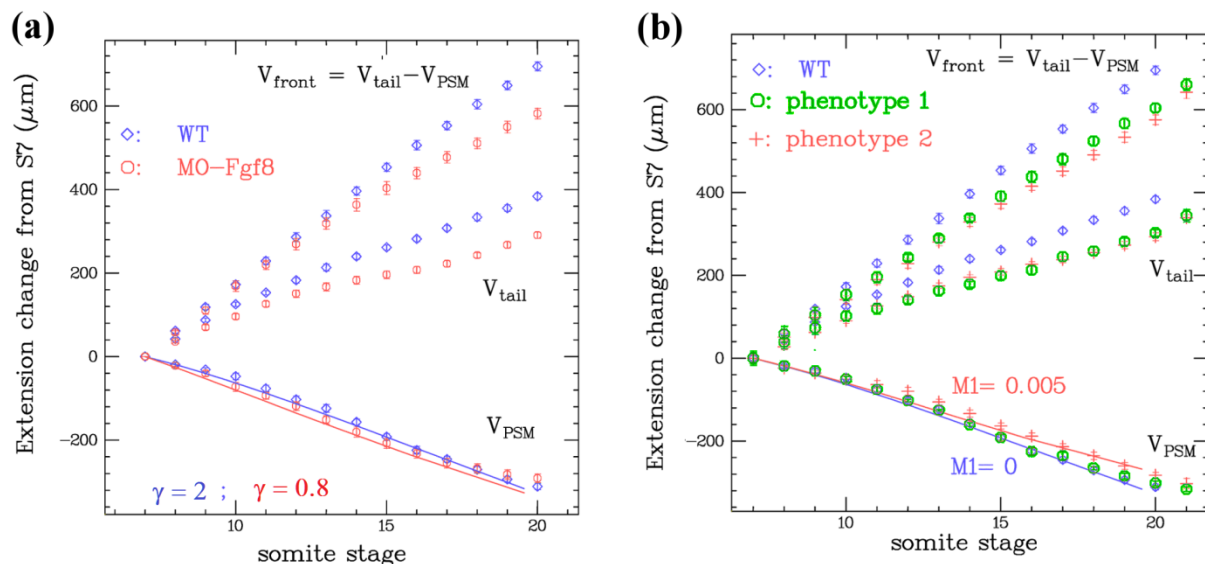 (a)
Extension change from S7 (μm)
600
400
200
0
−200
V_front = V_tail−V_PSM
◇: WT
○: MO−Fgf8
V_tail
V_PSM
γ = 2 ; γ = 0.8
10 15 20
somite stage
(b)
Extension change from S7 (μm)
600
400
200
0
−200
V_front = V_tail−V_PSM
◇: WT
○: phenotype 1
+: phenotype 2
V_tail
M1= 0.005
V_PSM
M1= 0
10 15 20
somite stage